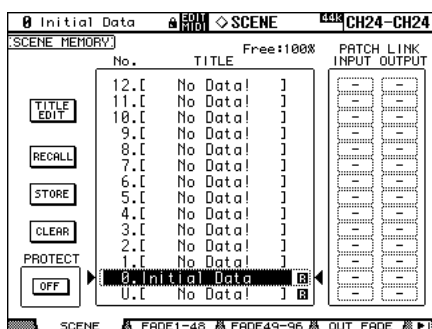 0 Initial Data EDIT MIDI SCENE 44k CH24-CH24
SCENE MEMORY Free:100% PATCH LINK
No. TITLE INPUT OUTPUT
12.[ No Data! ] - -
11.[ No Data! ] - -
TITLE EDIT
10.[ No Data! ] - -
9.[ No Data! ] - -
8.[ No Data! ] - -
RECALL
7.[ No Data! ] - -
6.[ No Data! ] - -
5.[ No Data! ] - -
STORE
4.[ No Data! ] - -
3.[ No Data! ] - -
CLEAR
2.[ No Data! ] - -
PROTECT
1.[ No Data! ] - -
OFF
0.Initial Data R - -
U.[ No Data! ] R - -
SCENE FADE1-48 FADE49-96 OUT FADE